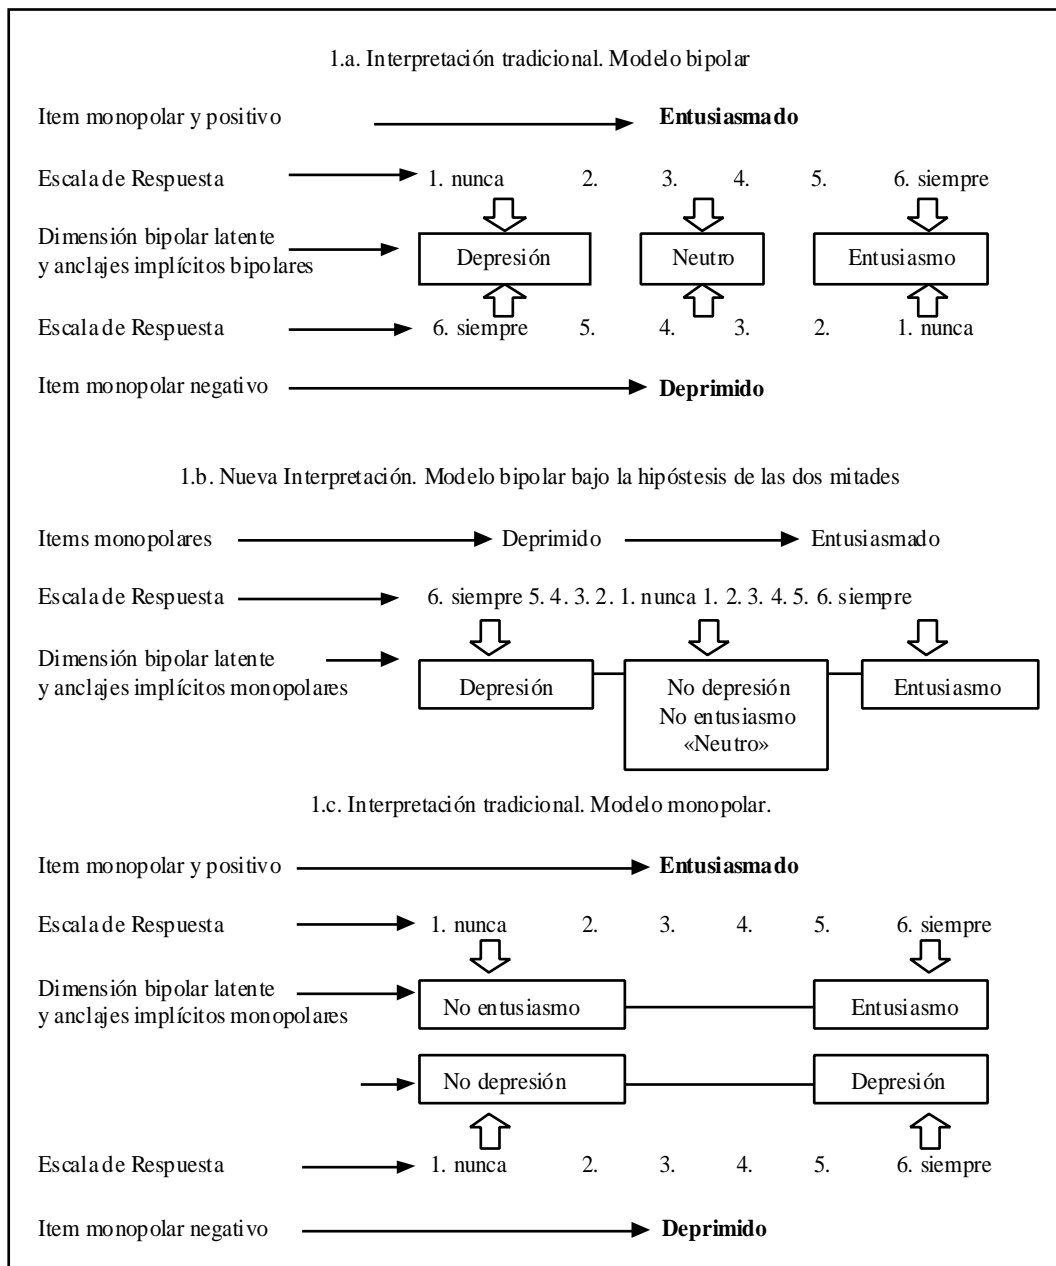 1.a. Interpretación tradicional. Modelo bipolar
Item monopolar y positivo Entusiasmado
Escala de Respuesta 1. nunca 2. 3. 4. 5. 6. siempre
Dimensión bipolar latente
y anclajes implícitos bipolares
Depresión Neutro Entusiasmo
Escala de Respuesta 6. siempre 5. 4. 3. 2. 1. nunca
Item monopolar negativo Deprimido
1.b. Nueva Interpretación. Modelo bipolar bajo la hipóstesis de las dos mitades
Items monopolares Deprimido Entusiasmado
Escala de Respuesta 6. siempre 5. 4. 3. 2. 1. nunca 1. 2. 3. 4. 5. 6. siempre
Dimensión bipolar latente
y anclajes implícitos monopolares
Depresión No depresión Entusiasmo
No entusiasmo
«Neutro»
1.c. Interpretación tradicional. Modelo monopolar.
Item monopolar y positivo Entusiasmado
Escala de Respuesta 1. nunca 2. 3. 4. 5. 6. siempre
Dimensión bipolar latente
y anclajes implícitos monopolares
No entusiasmo Entusiasmo
No depresión Depresión
Escala de Respuesta 1. nunca 2. 3. 4. 5. 6. siempre
Item monopolar negativo Deprimido